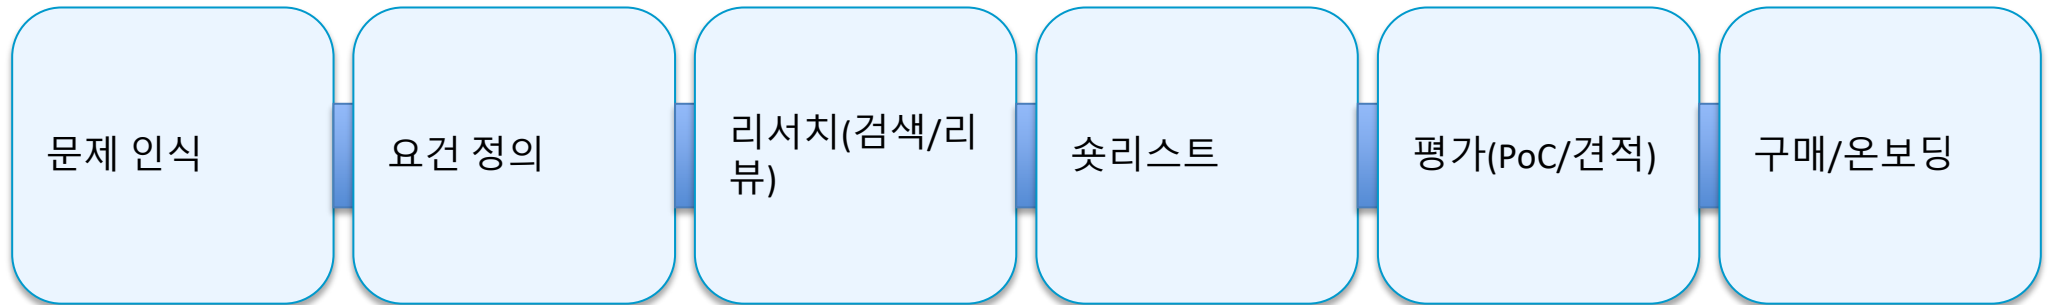 문제 인식
요건 정의
리서치(검색/리
뷰)
숏리스트
평가(PoC/견적)
구매/온보딩